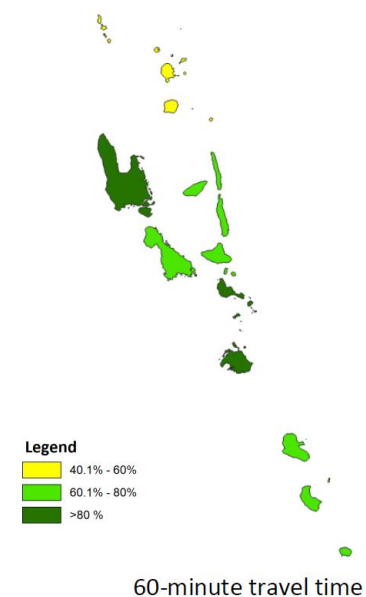 Legend
40.1% - 60%
60.1% - 80%
>80 %
60-minute travel time